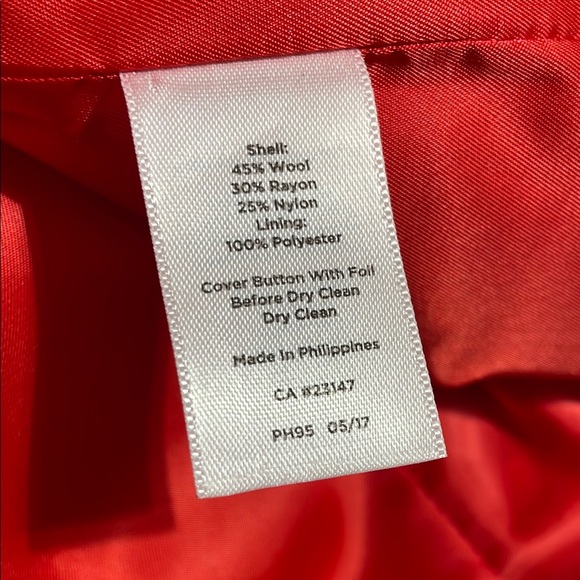 Shell:
45% Wool
30% Rayon
25% Nylon
Lining:
100% Polyester
Cover Button With Foil
Before Dry Clean
Dry Clean
Made In Philippines
CA #23147
PH95 05/17